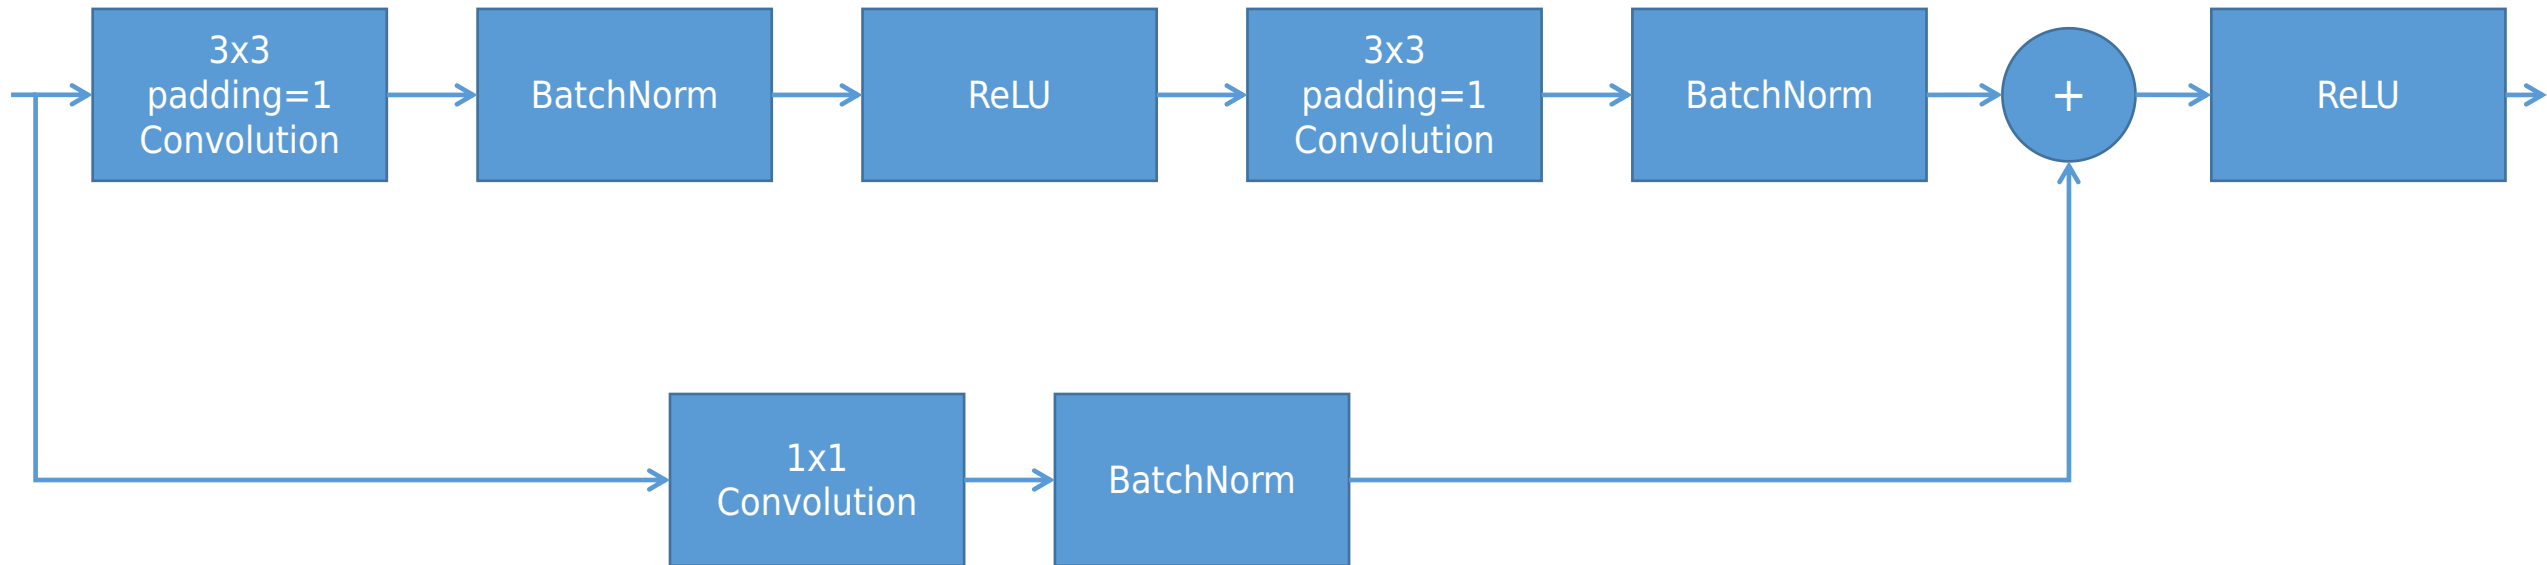 3x3
padding=1
Convolution
BatchNorm
ReLU
3x3
padding=1
Convolution
BatchNorm
+
ReLU
1x1
Convolution
BatchNorm